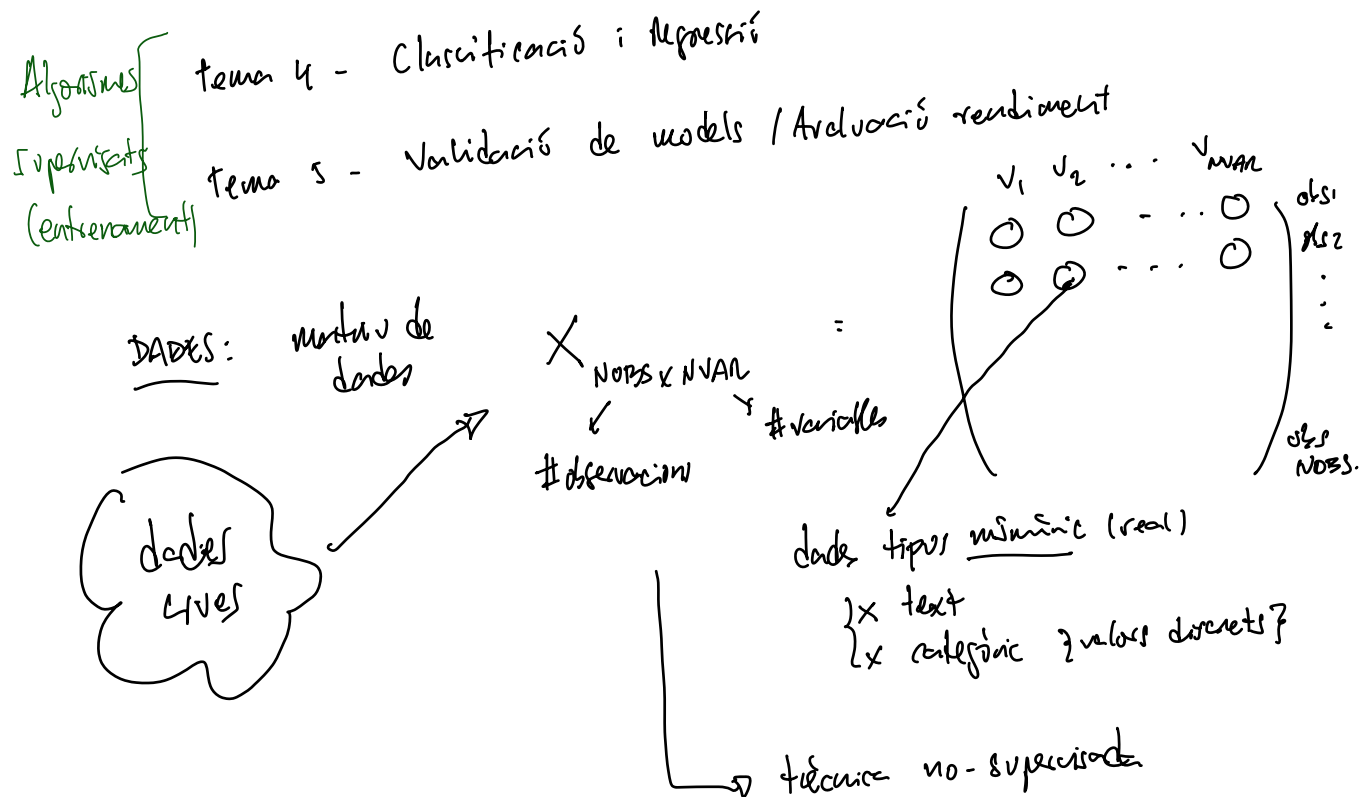 Algorismes
supervisats
(entrenament)
tema 4 - Classificació i Regressió
tema 5 - Validació de models / Avaluació rendiment
V1 V2 ... VNVAR
obs1
obs2
obs NOBS.
DADES: matriu de dades
X NOBS x NVAR =
#observacions
#variables
dades crues
dades tipus numèric (real)
{x text
{x categòric {valors discrets}
tècnica no-supervisada